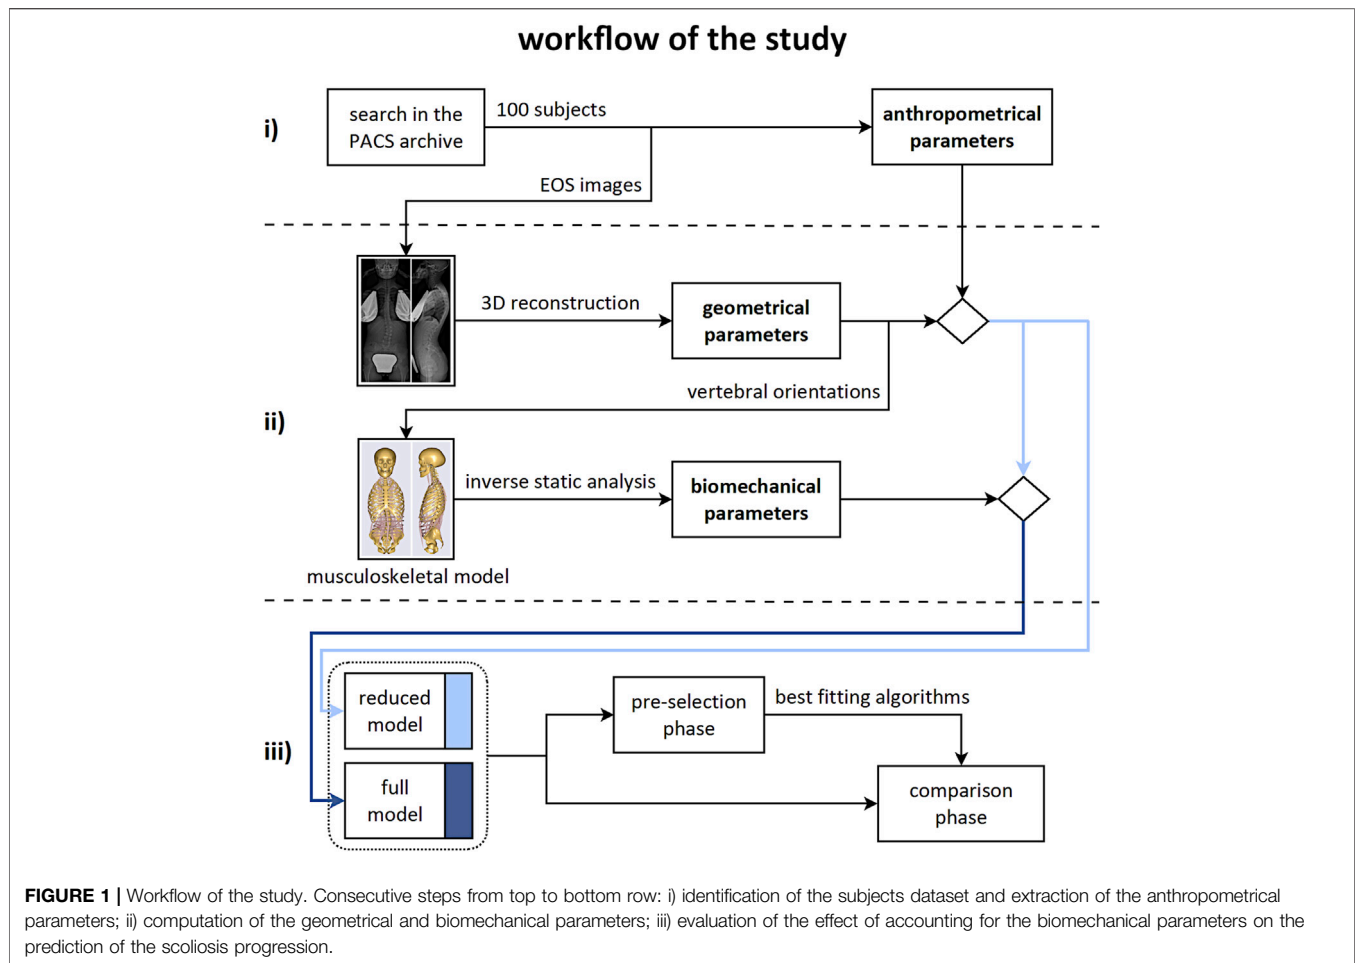 workflow of the study
i)
search in the
PACS archive
100 subjects
anthropometrical
parameters
EOS images
3D reconstruction
geometrical
parameters
vertebral orientations
ii)
inverse static analysis
biomechanical
parameters
musculoskeletal model
iii)
reduced
model
full
model
pre-selection
phase
best fitting algorithms
comparison
phase
FIGURE 1 | Workflow of the study. Consecutive steps from top to bottom row: i) identification of the subjects dataset and extraction of the anthropometrical
parameters; ii) computation of the geometrical and biomechanical parameters; iii) evaluation of the effect of accounting for the biomechanical parameters on the
prediction of the scoliosis progression.